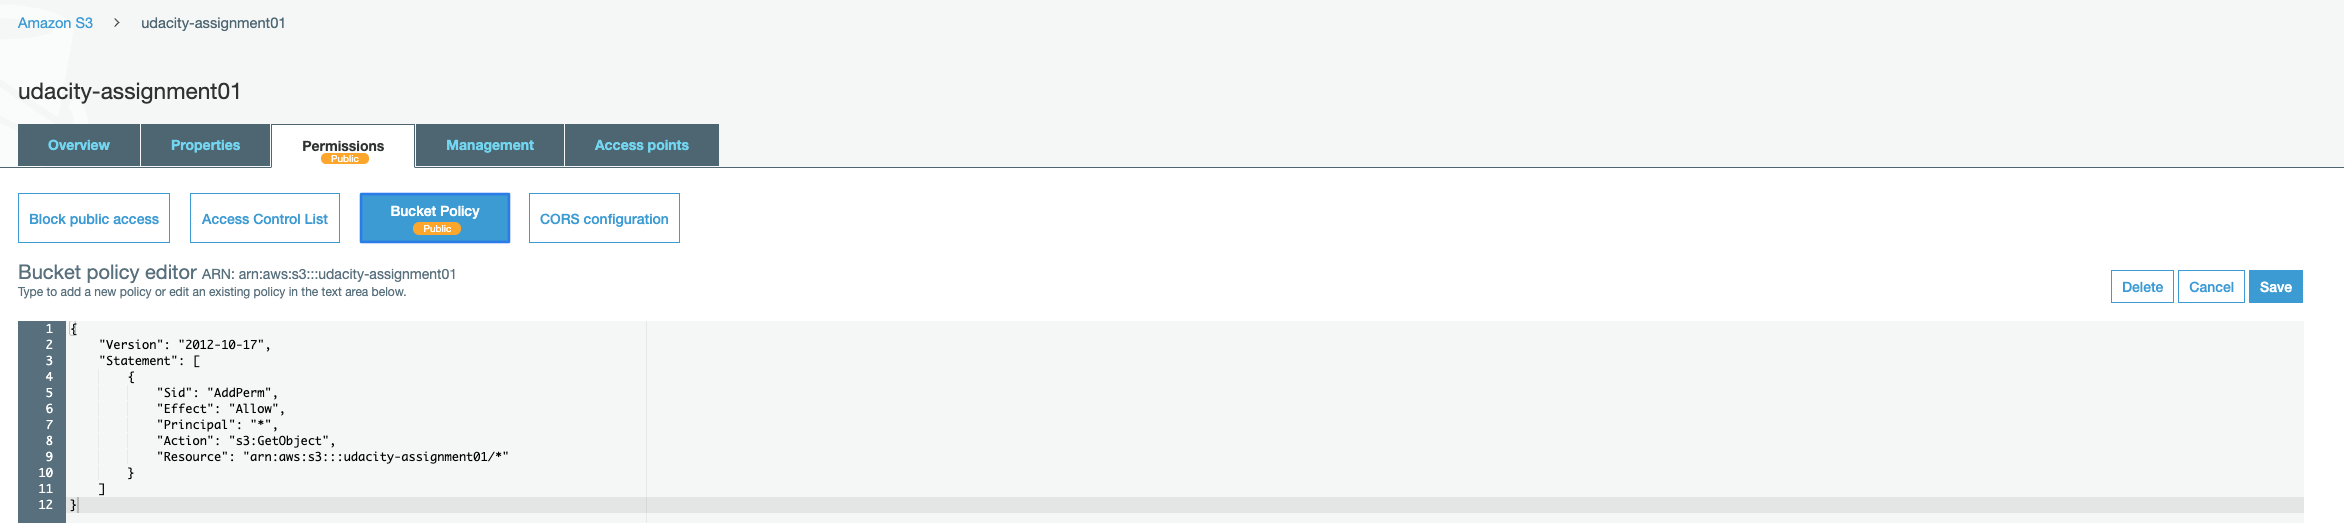 Amazon S3 > udacity-assignment01
udacity-assignment01
Overview Properties Permissions Management Access points
Public
Block public access Access Control List Bucket Policy CORS configuration
Public
Bucket policy editor ARN: arn:aws:s3:::udacity-assignment01
Type to add a new policy or edit an existing policy in the text area below.
Delete Cancel Save
1 {
2 "Version": "2012-10-17",
3 "Statement": [
4 {
5 "Sid": "AddPerm",
6 "Effect": "Allow",
7 "Principal": "*",
8 "Action": "s3:GetObject",
9 "Resource": "arn:aws:s3:::udacity-assignment01/*"
10 }
11 ]
12 }